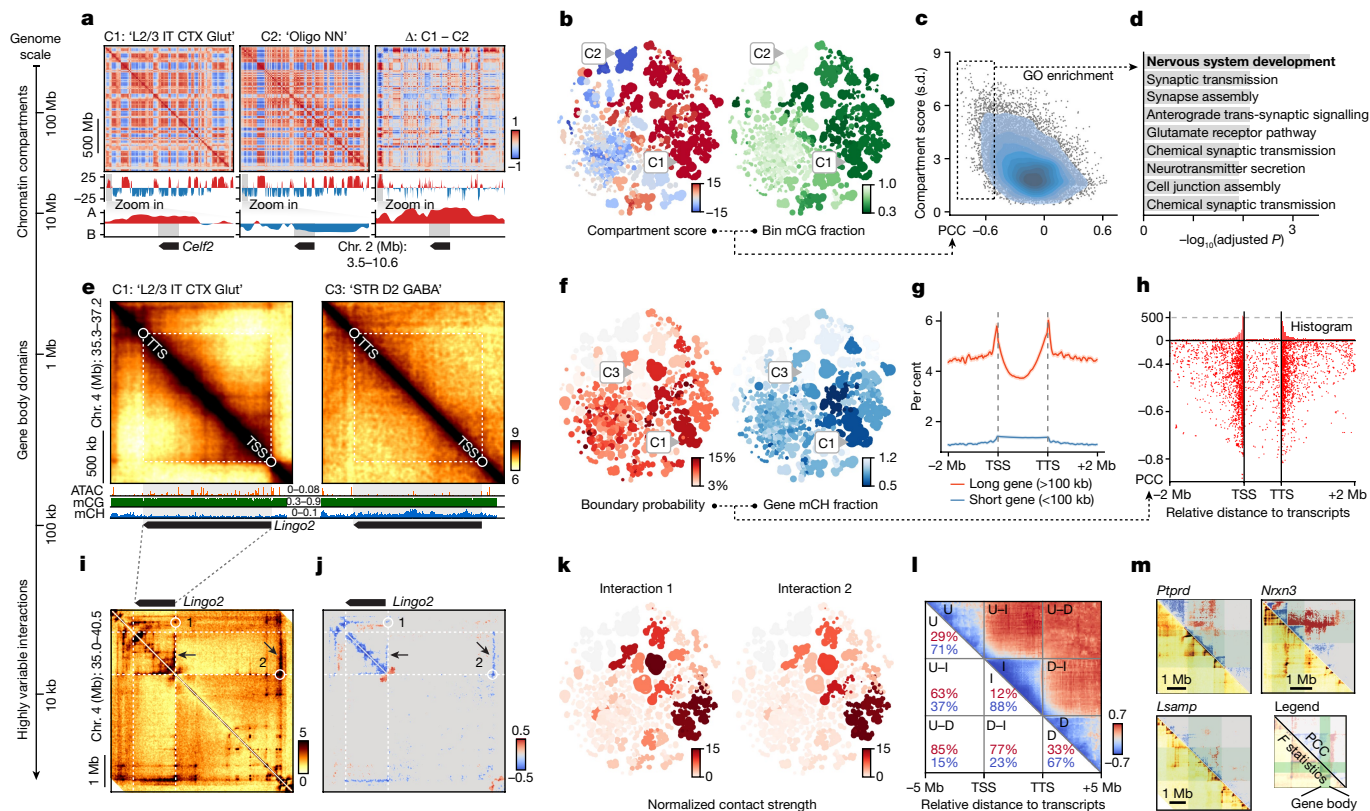 Genome
scale
Chromatin compartments
Gene body domains
Highly variable interactions
100 Mb
10 Mb
1 Mb
100 kb
10 kb
a
C1: 'L2/3 IT CTX Glut'
C2: 'Oligo NN'
Δ: C1 – C2
500 Mb
1
−1
25
−25
Zoom in
Zoom in
Zoom in
A
B
Celf2
Chr. 2 (Mb):
3.5–10.6
b
C2
C1
15
−15
C2
C1
1.0
0.3
Compartment score
Bin mCG fraction
c
Compartment score (s.d.)
9
6
3
0
−0.6
0
0.6
PCC
GO enrichment
d
Nervous system development
Synaptic transmission
Synapse assembly
Anterograde trans-synaptic signalling
Glutamate receptor pathway
Chemical synaptic transmission
Neurotransmitter secretion
Cell junction assembly
Chemical synaptic transmission
0
3
−log10(adjusted P)
e
C1: 'L2/3 IT CTX Glut'
C3: 'STR D2 GABA'
Chr. 4 (Mb): 35.3–37.2
500 kb
TTS
TSS
TTS
TSS
9
6
ATAC
0–0.08
mCG
0.3–0.9
mCH
0–0.1
Lingo2
f
C3
C1
15%
3%
C3
C1
1.2
0.5
Boundary probability
Gene mCH fraction
g
Per cent
6
4
2
−2 Mb
TSS
TTS
+2 Mb
Long gene (>100 kb)
Short gene (<100 kb)
h
500
0
Histogram
−0.4
−0.6
−0.8
PCC
−2 Mb
TSS
TTS
+2 Mb
Relative distance to transcripts
i
Lingo2
Chr. 4 (Mb): 35.0–40.5
1 Mb
1
2
5
0
j
Lingo2
1
2
0.5
−0.5
k
Interaction 1
Interaction 2
15
0
15
0
Normalized contact strength
l
U
U–I
U–D
U
29%
71%
I
D–I
U–I
63%
37%
I
12%
88%
D
U–D
85%
15%
D–I
77%
23%
D
33%
67%
0.7
−0.7
−5 Mb
TSS
TTS
+5 Mb
Relative distance to transcripts
m
Ptprd
Nrxn3
1 Mb
1 Mb
Lsamp
Legend
1 Mb
PCC
F statistics
Gene body